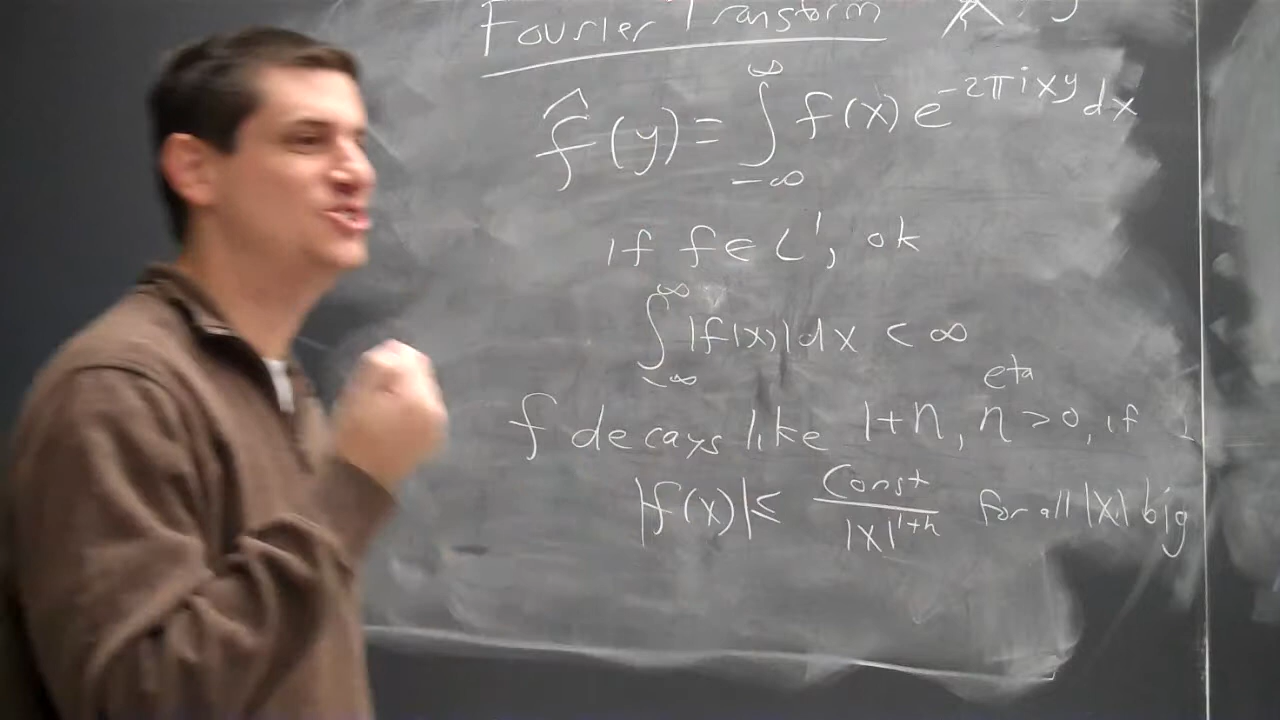 Fourier Transform
f̂(y) = ∫_{-∞}^{∞} f(x) e^{-2πixy} dx
if f ∈ L¹, ok
∫_{-∞}^{∞} |f(x)| dx < ∞
eta
f decays like 1+η, η > 0, if
|f(x)| ≤ Const / |x|^{1+η} for all |x| big